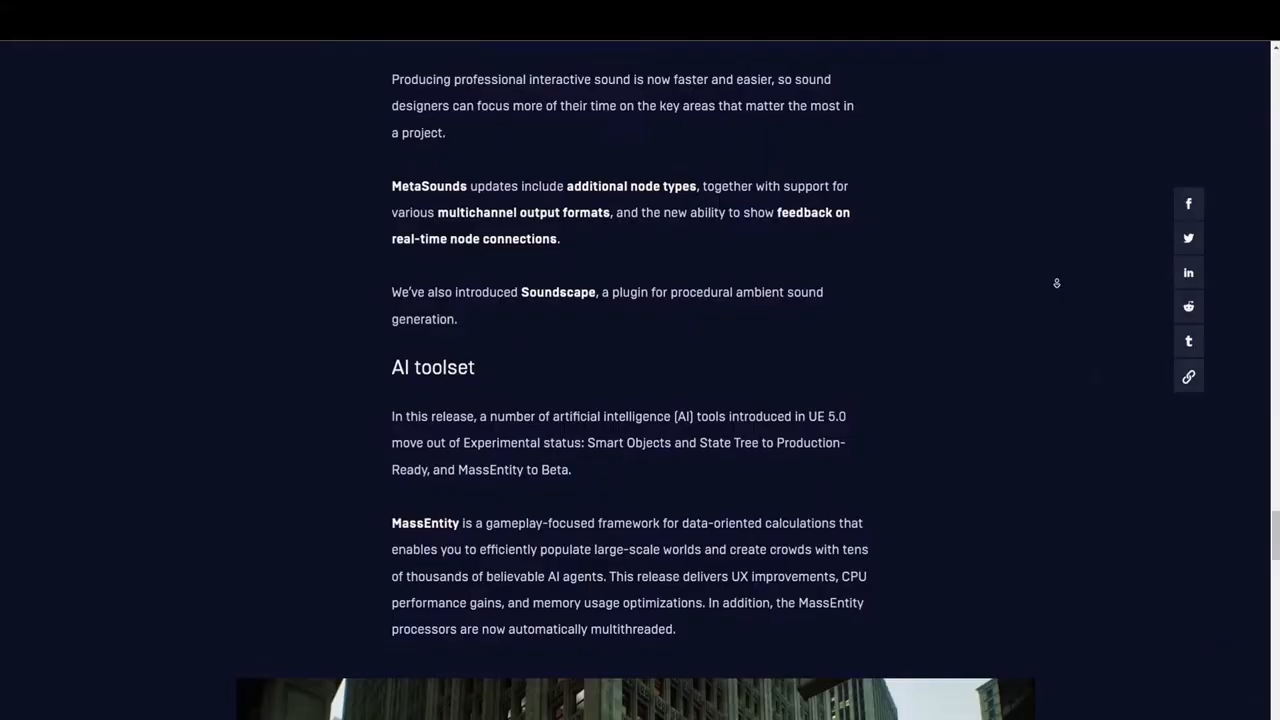 Producing professional interactive sound is now faster and easier, so sound
designers can focus more of their time on the key areas that matter the most in
a project.
MetaSounds updates include additional node types, together with support for
various multichannel output formats, and the new ability to show feedback on
real-time node connections.
We've also introduced Soundscape, a plugin for procedural ambient sound
generation.
AI toolset
In this release, a number of artificial intelligence (AI) tools introduced in UE 5.0
move out of Experimental status: Smart Objects and State Tree to Production-
Ready, and MassEntity to Beta.
MassEntity is a gameplay-focused framework for data-oriented calculations that
enables you to efficiently populate large-scale worlds and create crowds with tens
of thousands of believable AI agents. This release delivers UX improvements, CPU
performance gains, and memory usage optimizations. In addition, the MassEntity
processors are now automatically multithreaded.